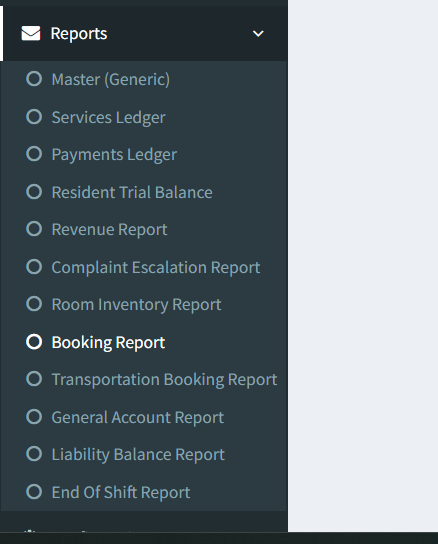 Reports
Master (Generic)
Services Ledger
Payments Ledger
Resident Trial Balance
Revenue Report
Complaint Escalation Report
Room Inventory Report
Booking Report
Transportation Booking Report
General Account Report
Liability Balance Report
End Of Shift Report